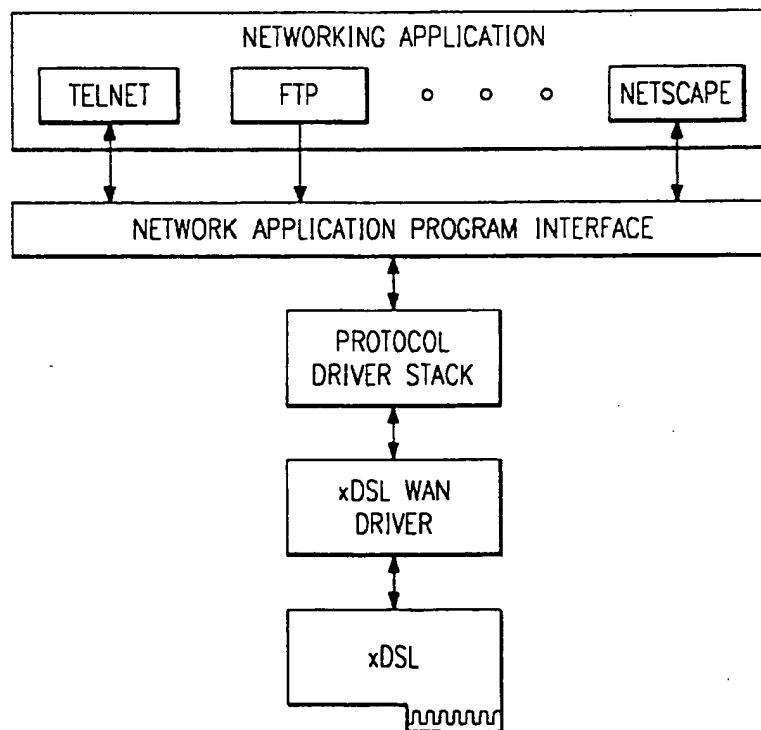 NETWORKING APPLICATION
TELNET
FTP
NETSCAPE
NETWORK APPLICATION PROGRAM INTERFACE
PROTOCOL
DRIVER STACK
xDSL WAN
DRIVER
xDSL